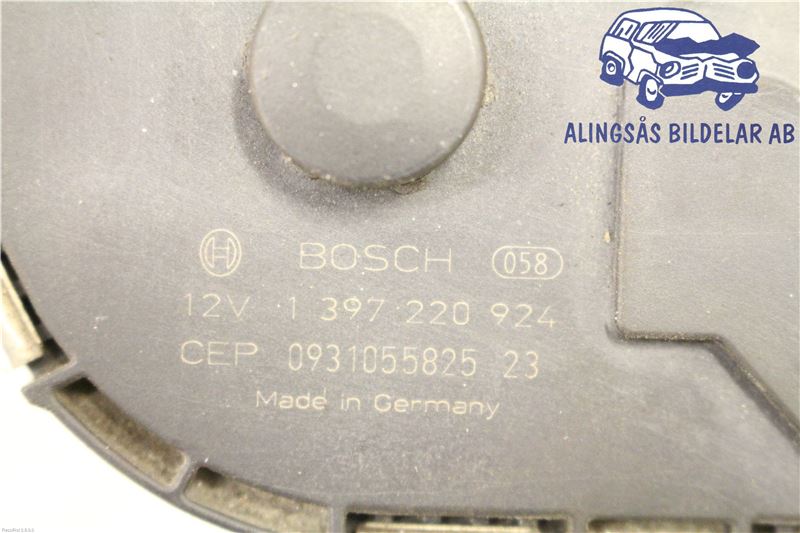 ALINGSÅS BILDELAR AB
BOSCH 058
12V 1 397 220 924
CEP 0931055825 23
Made in Germany